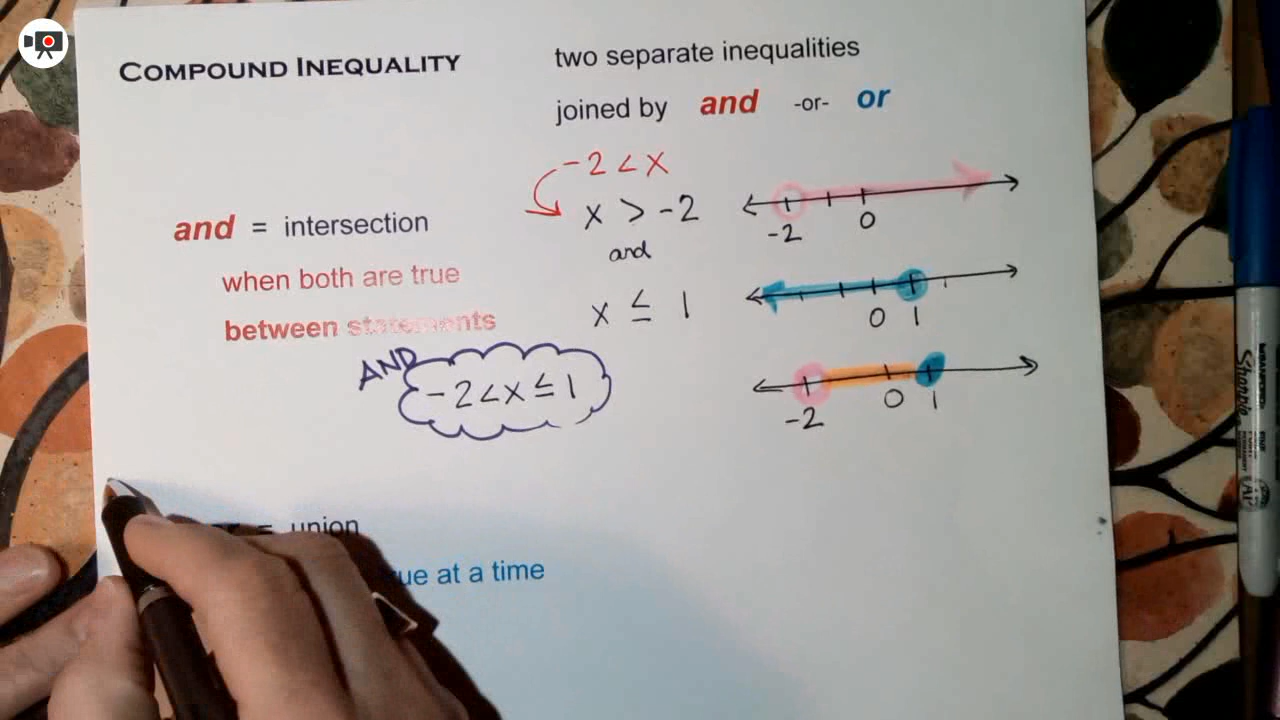 COMPOUND INEQUALITY
two separate inequalities
joined by and -or- or
-2 < x
and = intersection
x > -2
-2 0
and
when both are true
x ≤ 1
0 1
between statements
AND
-2 < x ≤ 1
-2 0 1
= union
ue at a time
Sharpie
AP